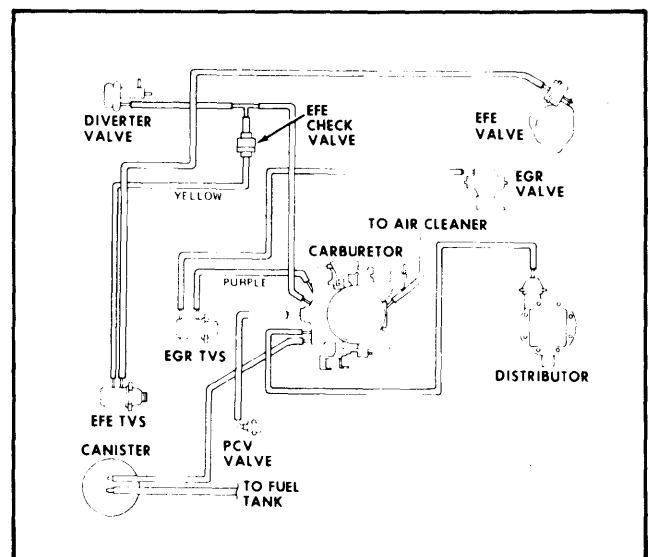 DIVERTER
VALVE
EFE
CHECK
VALVE
EFE
VALVE
EGR
VALVE
YELLOW
TO AIR CLEANER
CARBURETOR
PURPLE
EGR TVS
DISTRIBUTOR
EFE TVS
PCV
VALVE
CANISTER
TO FUEL
TANK